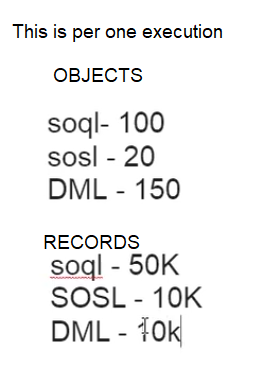 This is per one execution
OBJECTS
soql- 100
sosl - 20
DML - 150
RECORDS
soql - 50K
SOSL - 10K
DML - 10k